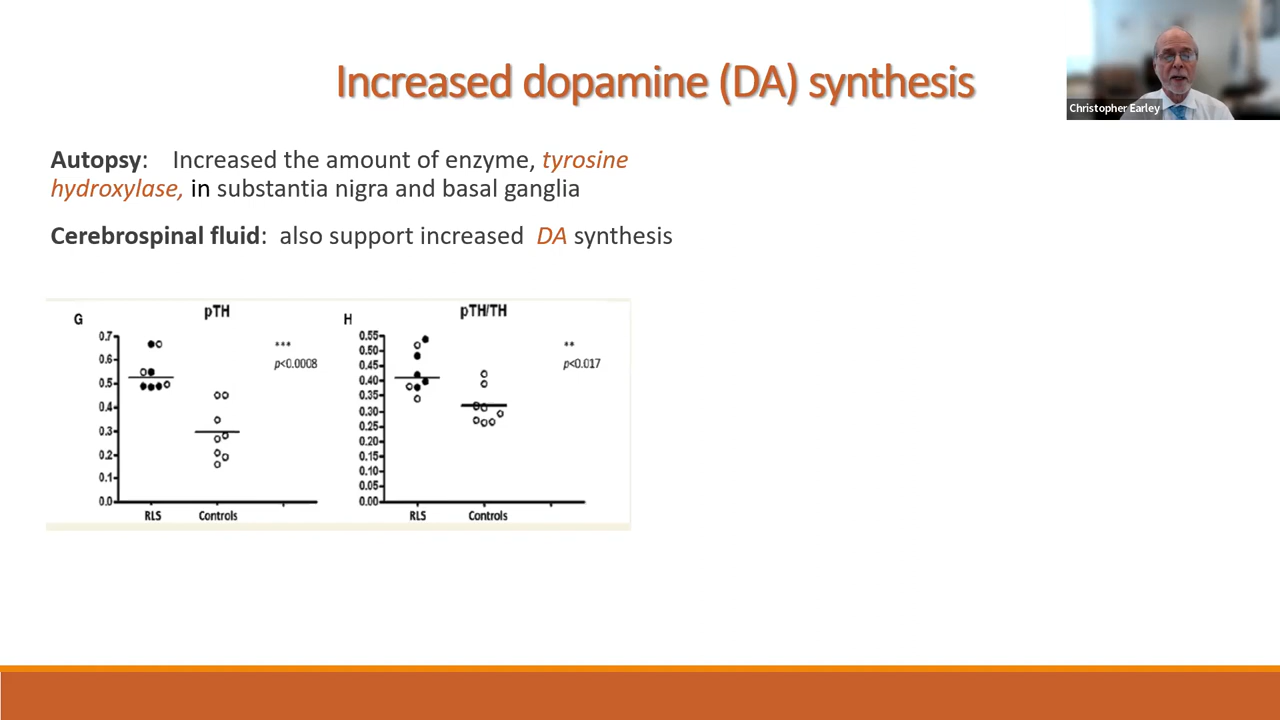 Increased dopamine (DA) synthesis
Christopher Earley
Autopsy: Increased the amount of enzyme, tyrosine
hydroxylase, in substantia nigra and basal ganglia
Cerebrospinal fluid: also support increased DA synthesis
G
pTH
0.7
0.6
0.5
0.4
0.3
0.2
0.1
0.0
***
p<0.0008
RLS
Controls
H
pTH/TH
0.55
0.50
0.45
0.40
0.35
0.30
0.25
0.20
0.15
0.10
0.05
0.00
**
p<0.017
RLS
Controls